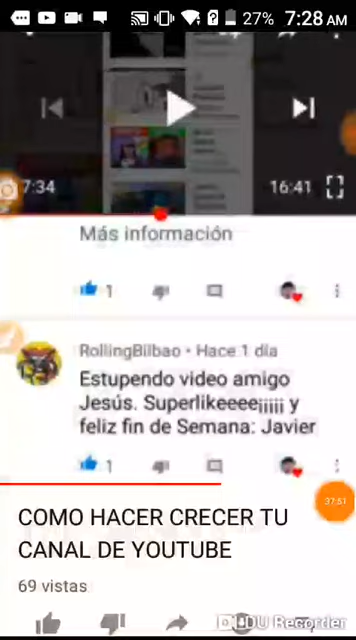 27% 7:28 AM
7:34 16:41
Más información
1
RollingBilbao • Hace 1 día
Estupendo video amigo
Jesús. Superlikeeee¡¡¡¡¡ y
feliz fin de Semana: Javier
1
37:51
COMO HACER CRECER TU
CANAL DE YOUTUBE
69 vistas
DU Recorder